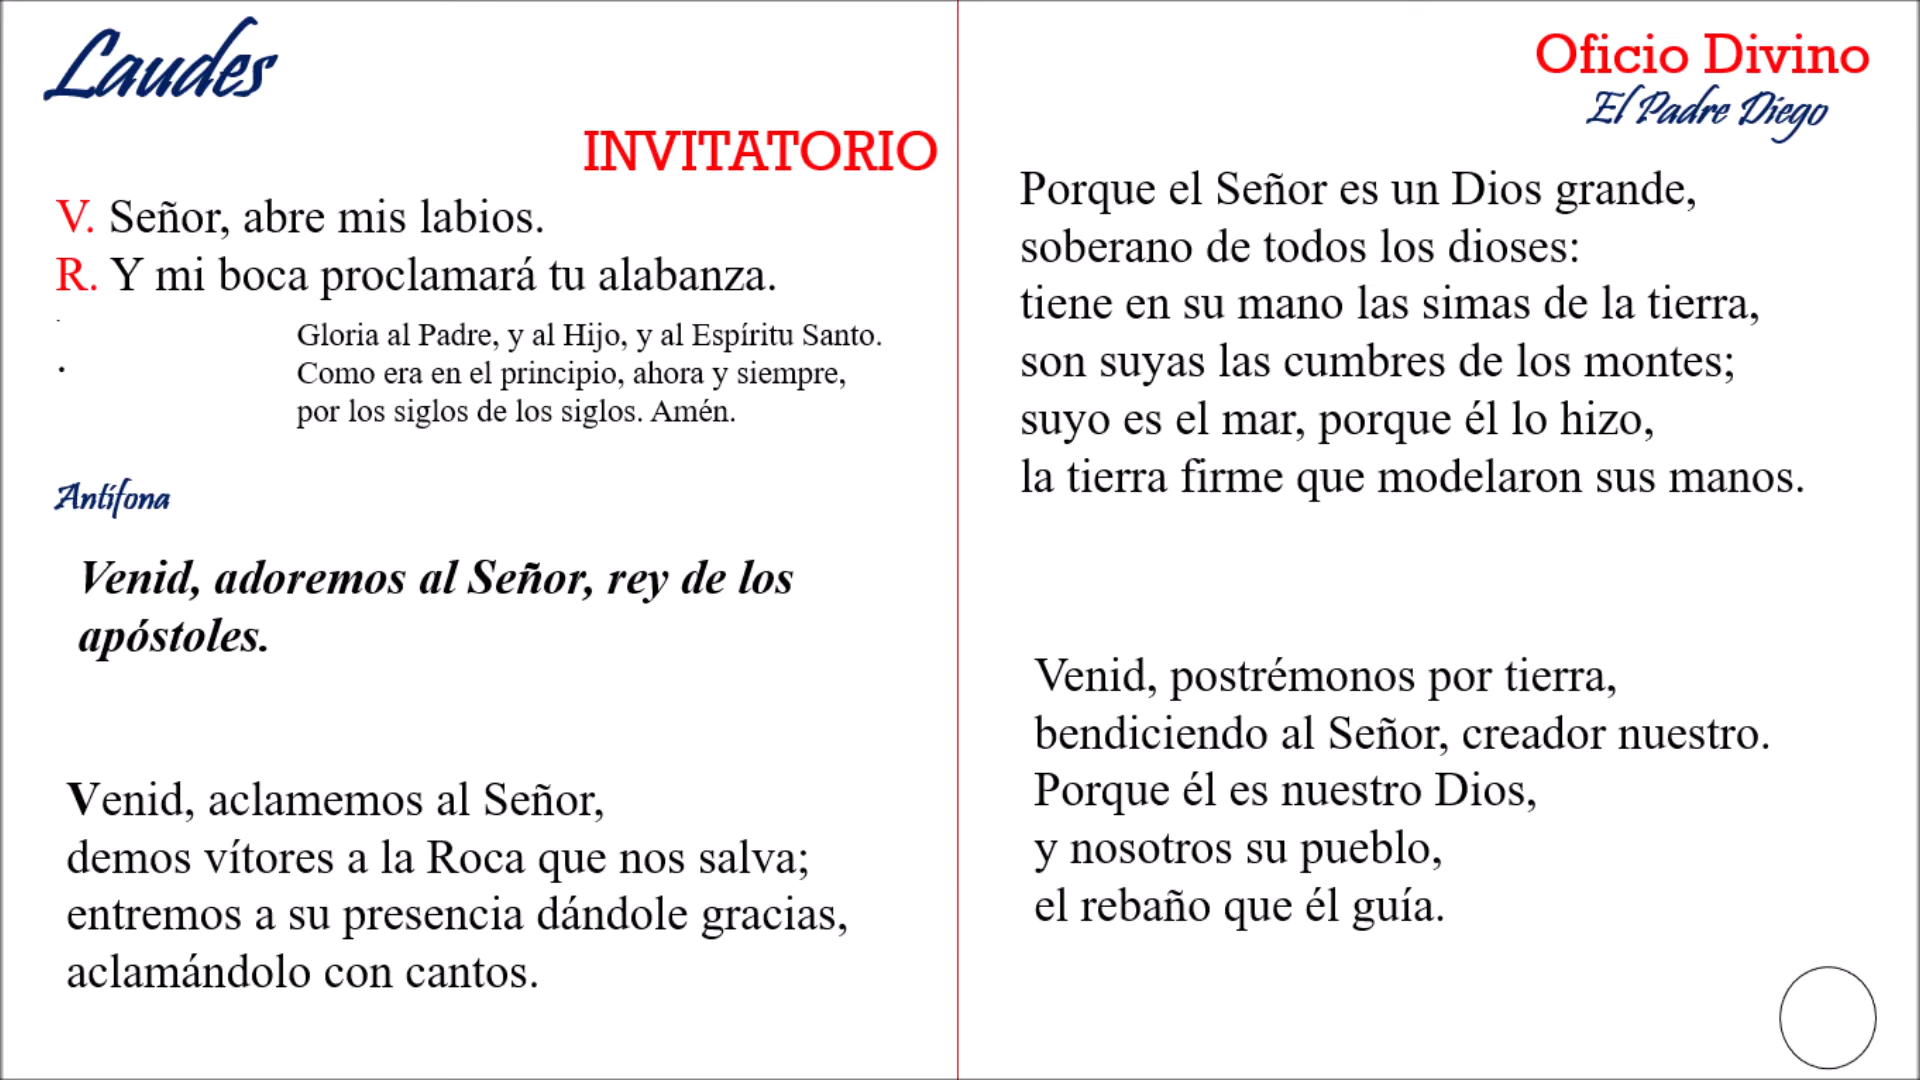 Laudes
INVITATORIO
V. Señor, abre mis labios.
R. Y mi boca proclamará tu alabanza.
Gloria al Padre, y al Hijo, y al Espíritu Santo.
Como era en el principio, ahora y siempre,
por los siglos de los siglos. Amén.
Antífona
Venid, adoremos al Señor, rey de los
apóstoles.
Venid, aclamemos al Señor,
demos vítores a la Roca que nos salva;
entremos a su presencia dándole gracias,
aclamándolo con cantos.
Oficio Divino
El Padre Diego
Porque el Señor es un Dios grande,
soberano de todos los dioses:
tiene en su mano las simas de la tierra,
son suyas las cumbres de los montes;
suyo es el mar, porque él lo hizo,
la tierra firme que modelaron sus manos.
Venid, postrémonos por tierra,
bendiciendo al Señor, creador nuestro.
Porque él es nuestro Dios,
y nosotros su pueblo,
el rebaño que él guía.